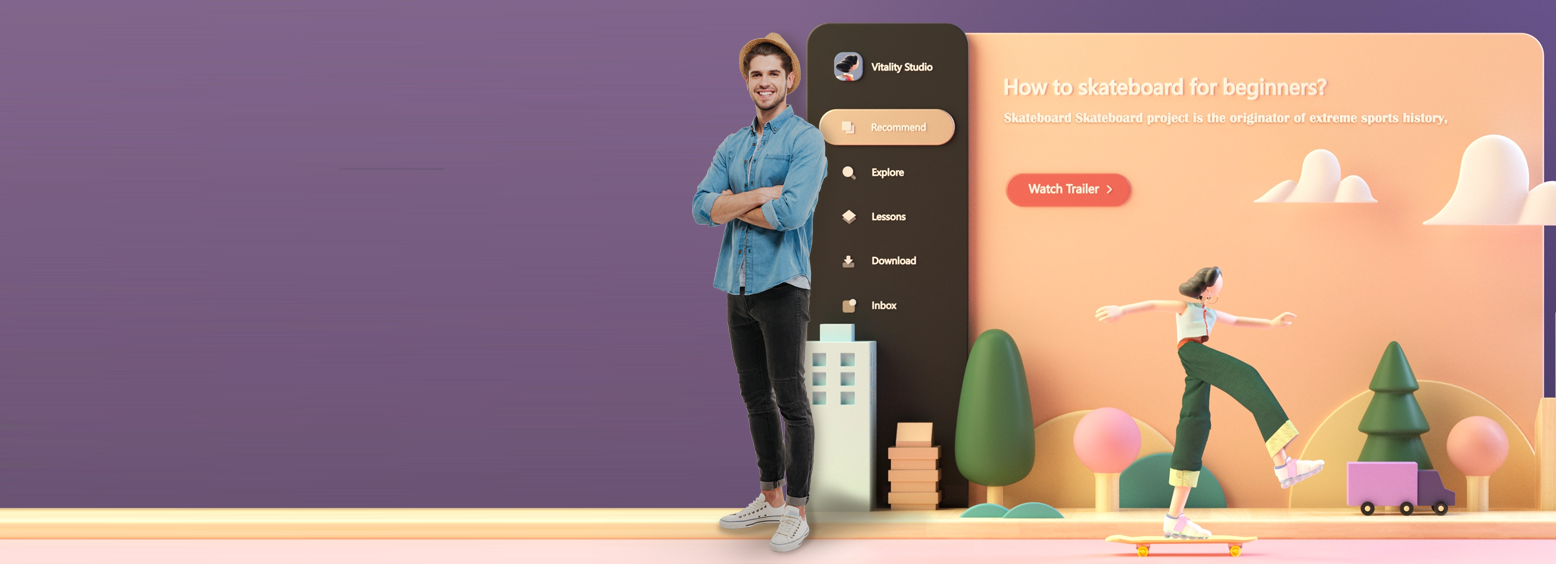 Vitality Studio
Recommend
Explore
Lessons
Download
Inbox
How to skateboard for beginners?
Skateboard Skateboard project is the originator of extreme sports history,
Watch Trailer